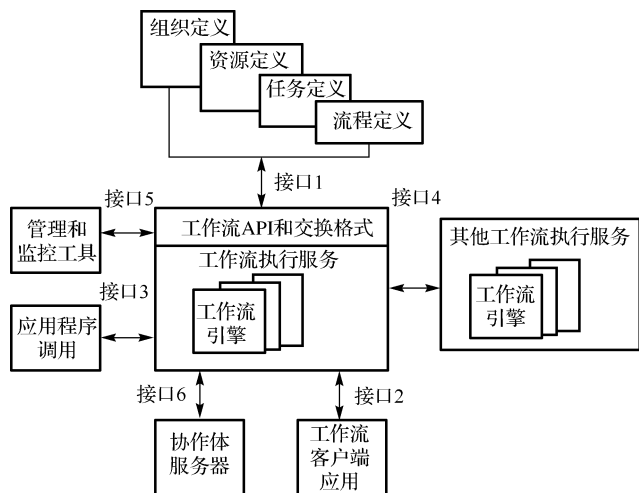 组织定义
资源定义
任务定义
流程定义
接口1
接口5
接口4
管理和
监控工具
工作流API和交换格式
工作流执行服务
工作流
引擎
其他工作流执行服务
工作流
引擎
接口3
应用程序
调用
接口6
接口2
协作体
服务器
工作流
客户端
应用